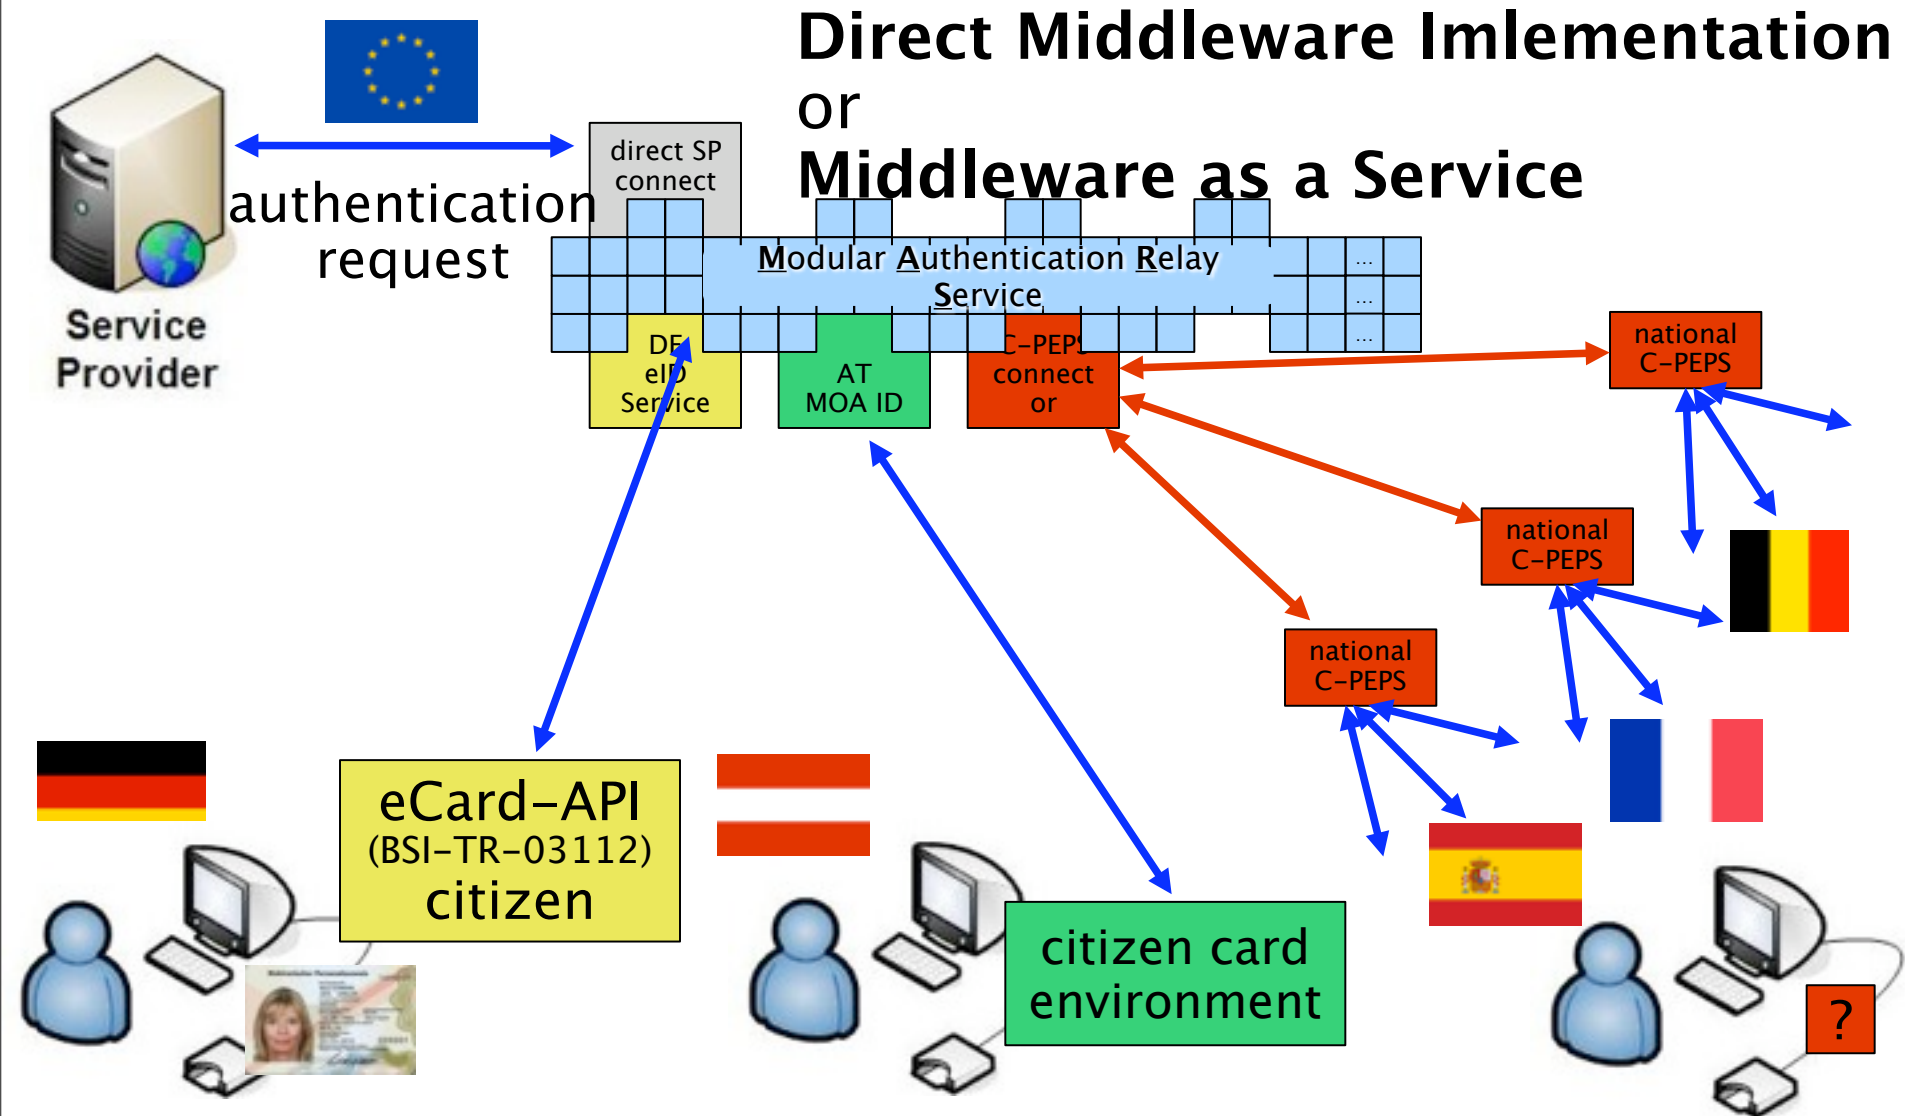 Direct Middleware Imlementation
or
Middleware as a Service
direct SP
connect
authentication
request
Service
Provider
Modular Authentication Relay
Service
...
...
...
DE
eID
Service
AT
MOA ID
C-PEPS
connect
or
national
C-PEPS
national
C-PEPS
national
C-PEPS
eCard-API
(BSI-TR-03112)
citizen
citizen card
environment
?